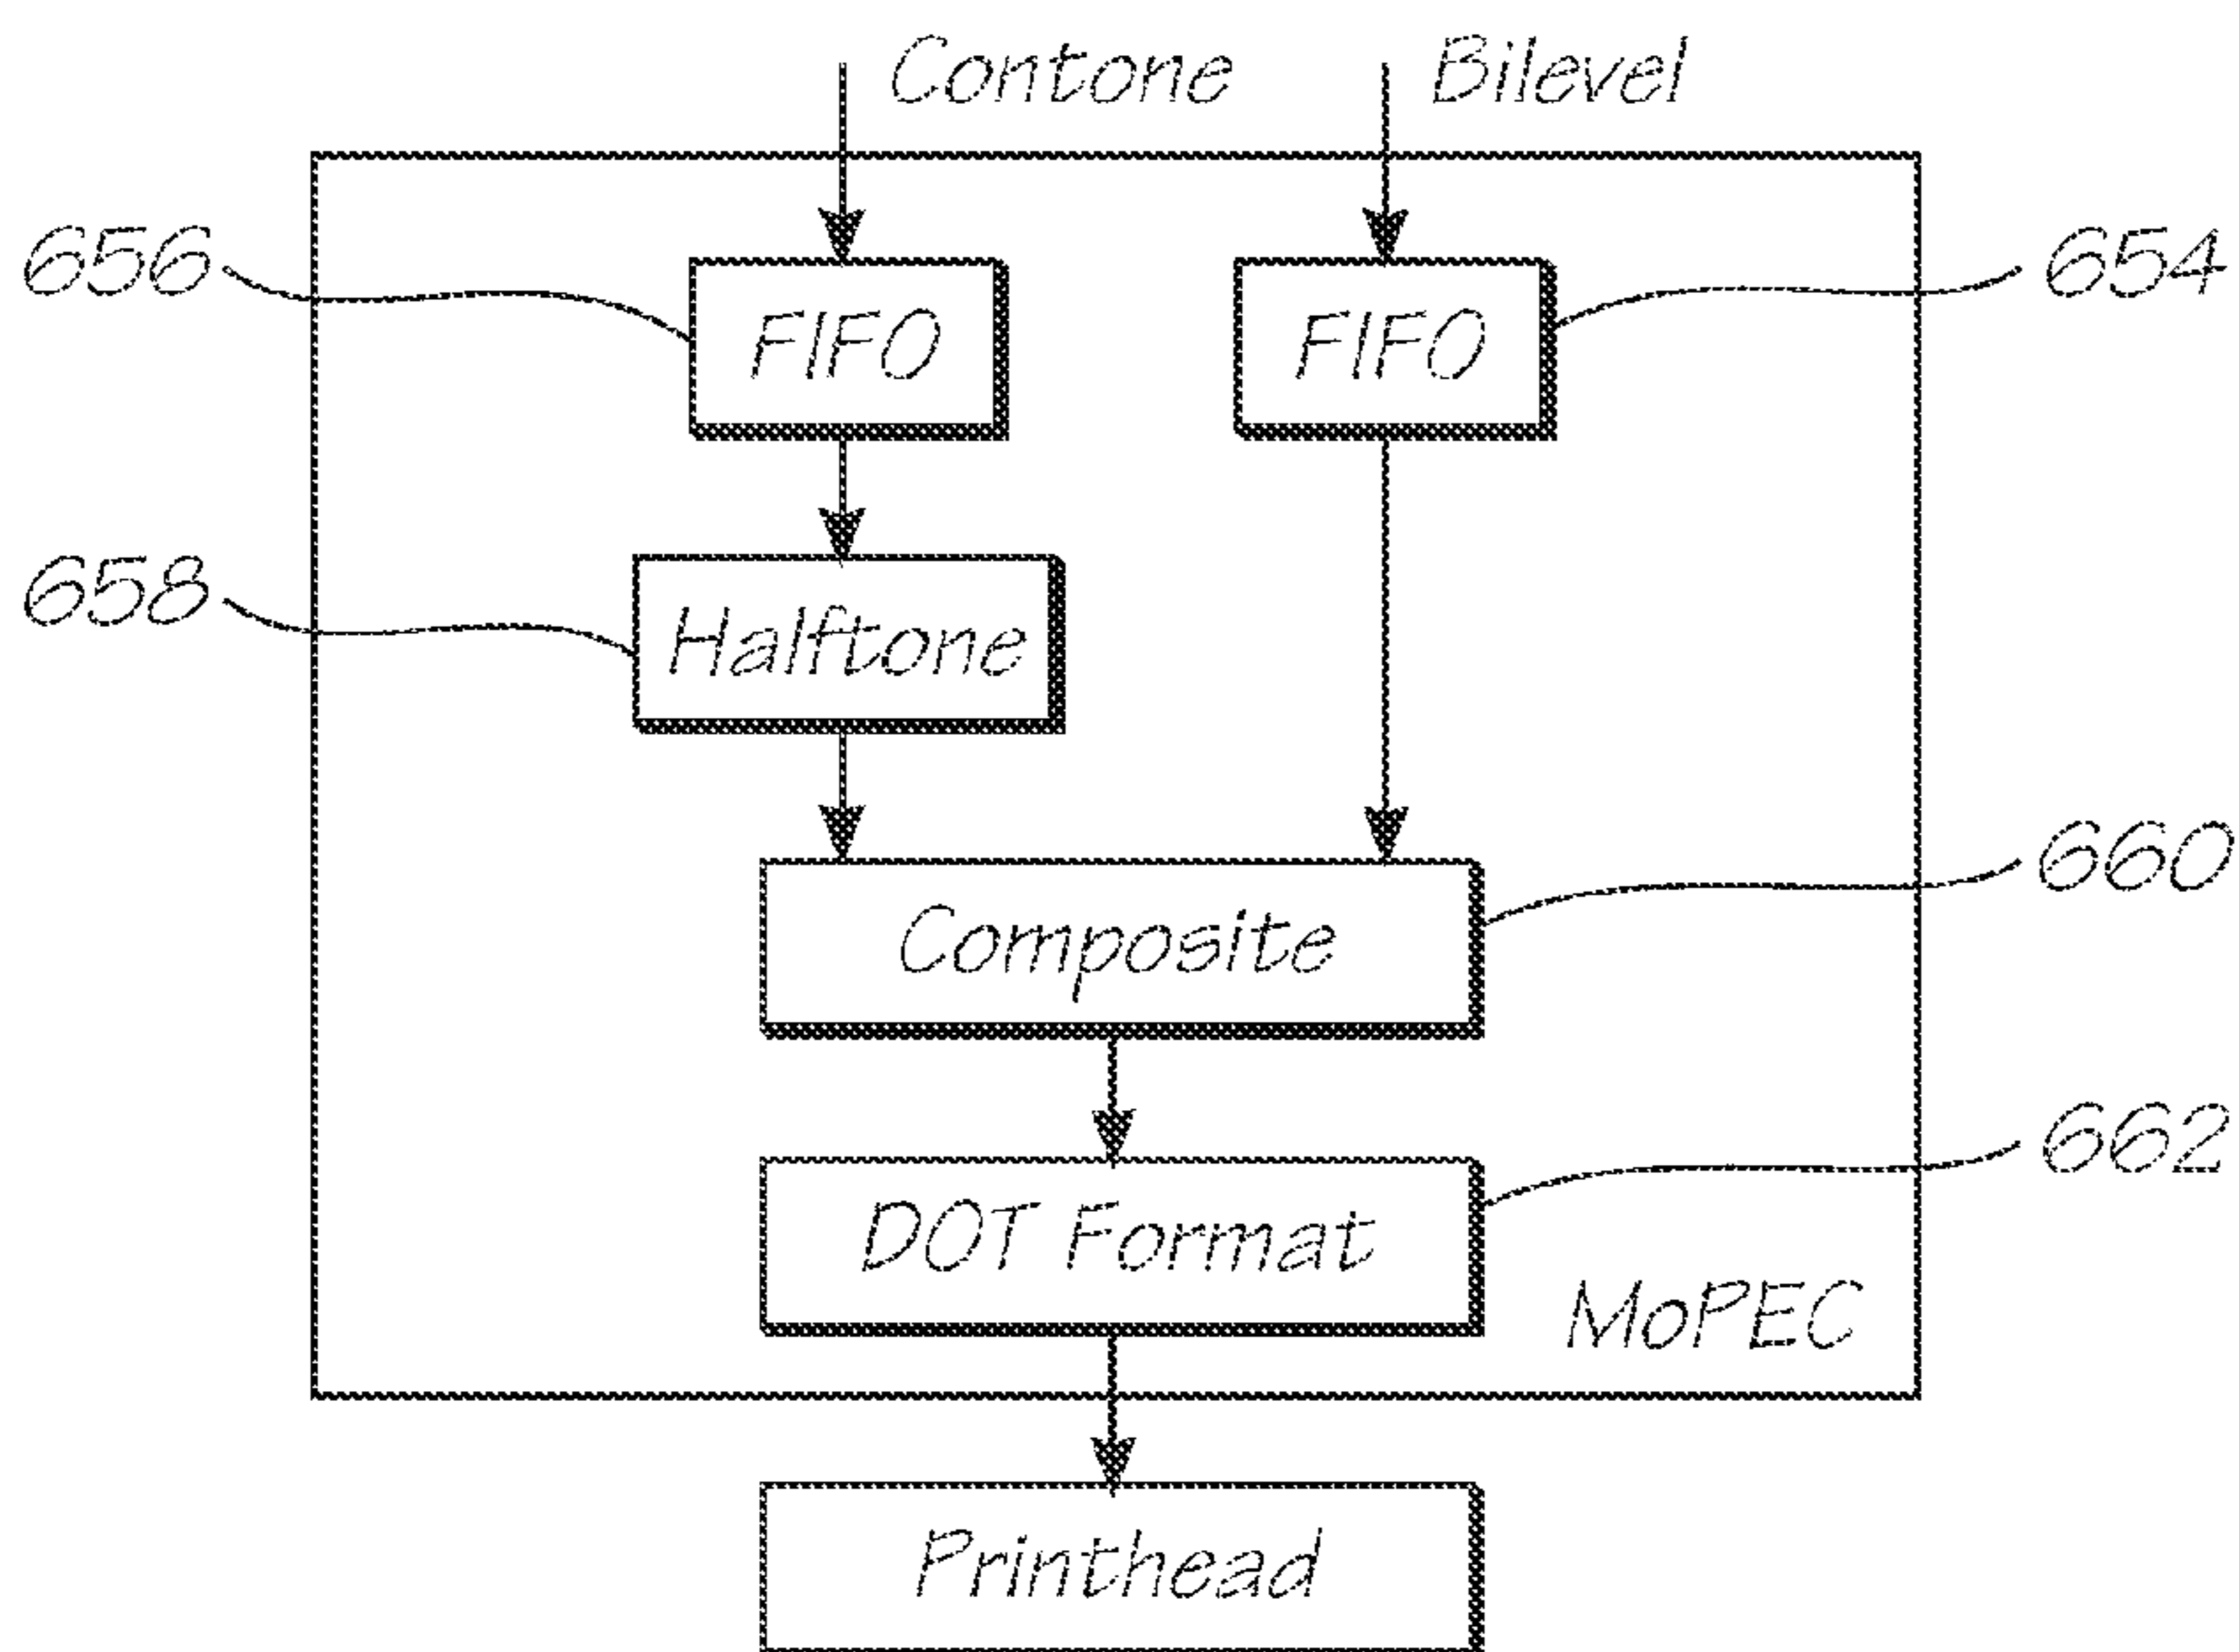 Contone Bilevel
656 FIFO FIFO 654
658 Halftone
Composite 660
DOT Format 662
MoPEC
Printhead